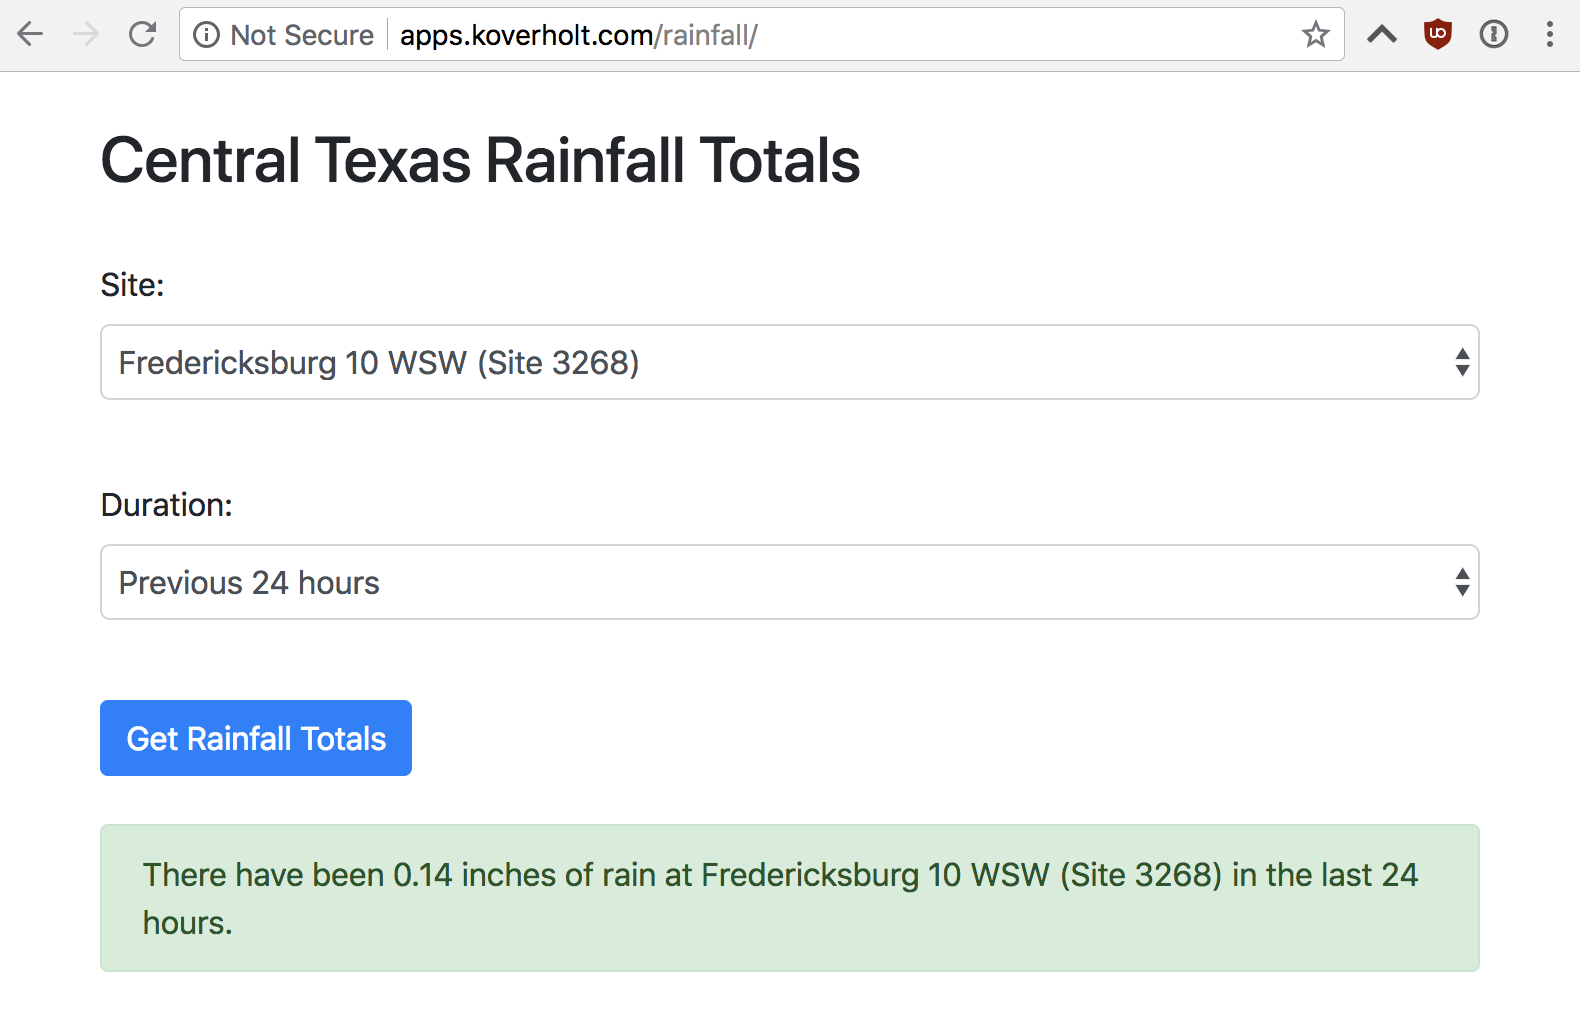 Not Secure apps.koverholt.com/rainfall/
Central Texas Rainfall Totals
Site:
Fredericksburg 10 WSW (Site 3268)
Duration:
Previous 24 hours
Get Rainfall Totals
There have been 0.14 inches of rain at Fredericksburg 10 WSW (Site 3268) in the last 24
hours.